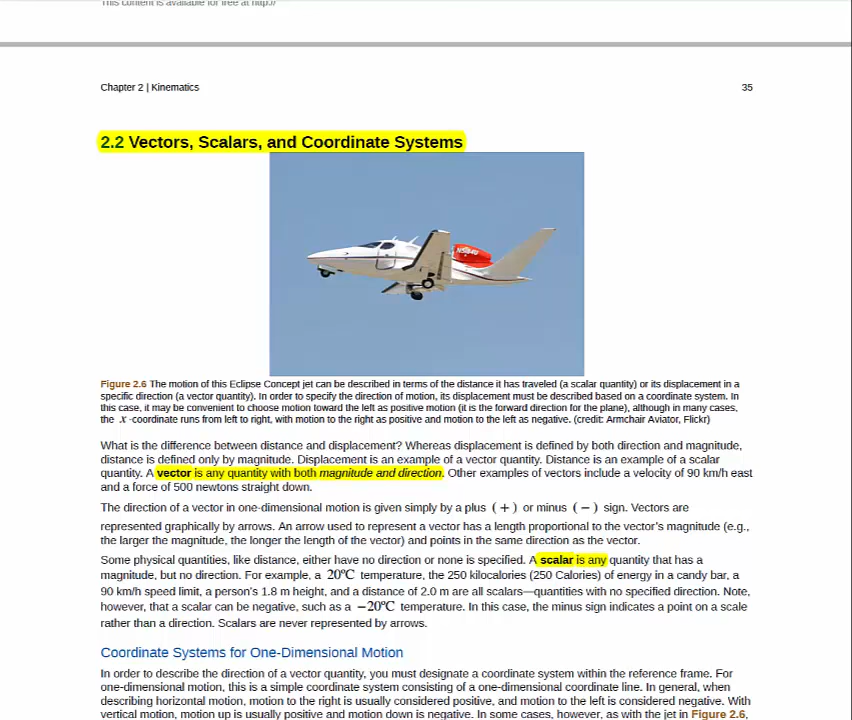 This content is available for free at http://
Chapter 2 | Kinematics 35
2.2 Vectors, Scalars, and Coordinate Systems
Figure 2.6 The motion of this Eclipse Concept jet can be described in terms of the distance it has traveled (a scalar quantity) or its displacement in a
specific direction (a vector quantity). In order to specify the direction of motion, its displacement must be described based on a coordinate system. In
this case, it may be convenient to choose motion toward the left as positive motion (it is the forward direction for the plane), although in many cases,
the x -coordinate runs from left to right, with motion to the right as positive and motion to the left as negative. (credit: Armchair Aviator, Flickr)
What is the difference between distance and displacement? Whereas displacement is defined by both direction and magnitude,
distance is defined only by magnitude. Displacement is an example of a vector quantity. Distance is an example of a scalar
quantity. A vector is any quantity with both magnitude and direction. Other examples of vectors include a velocity of 90 km/h east
and a force of 500 newtons straight down.
The direction of a vector in one-dimensional motion is given simply by a plus ( + ) or minus ( − ) sign. Vectors are
represented graphically by arrows. An arrow used to represent a vector has a length proportional to the vector's magnitude (e.g.,
the larger the magnitude, the longer the length of the vector) and points in the same direction as the vector.
Some physical quantities, like distance, either have no direction or none is specified. A scalar is any quantity that has a
magnitude, but no direction. For example, a 20ºC temperature, the 250 kilocalories (250 Calories) of energy in a candy bar, a
90 km/h speed limit, a person's 1.8 m height, and a distance of 2.0 m are all scalars—quantities with no specified direction. Note,
however, that a scalar can be negative, such as a −20ºC temperature. In this case, the minus sign indicates a point on a scale
rather than a direction. Scalars are never represented by arrows.
Coordinate Systems for One-Dimensional Motion
In order to describe the direction of a vector quantity, you must designate a coordinate system within the reference frame. For
one-dimensional motion, this is a simple coordinate system consisting of a one-dimensional coordinate line. In general, when
describing horizontal motion, motion to the right is usually considered positive, and motion to the left is considered negative. With
vertical motion, motion up is usually positive and motion down is negative. In some cases, however, as with the jet in Figure 2.6,